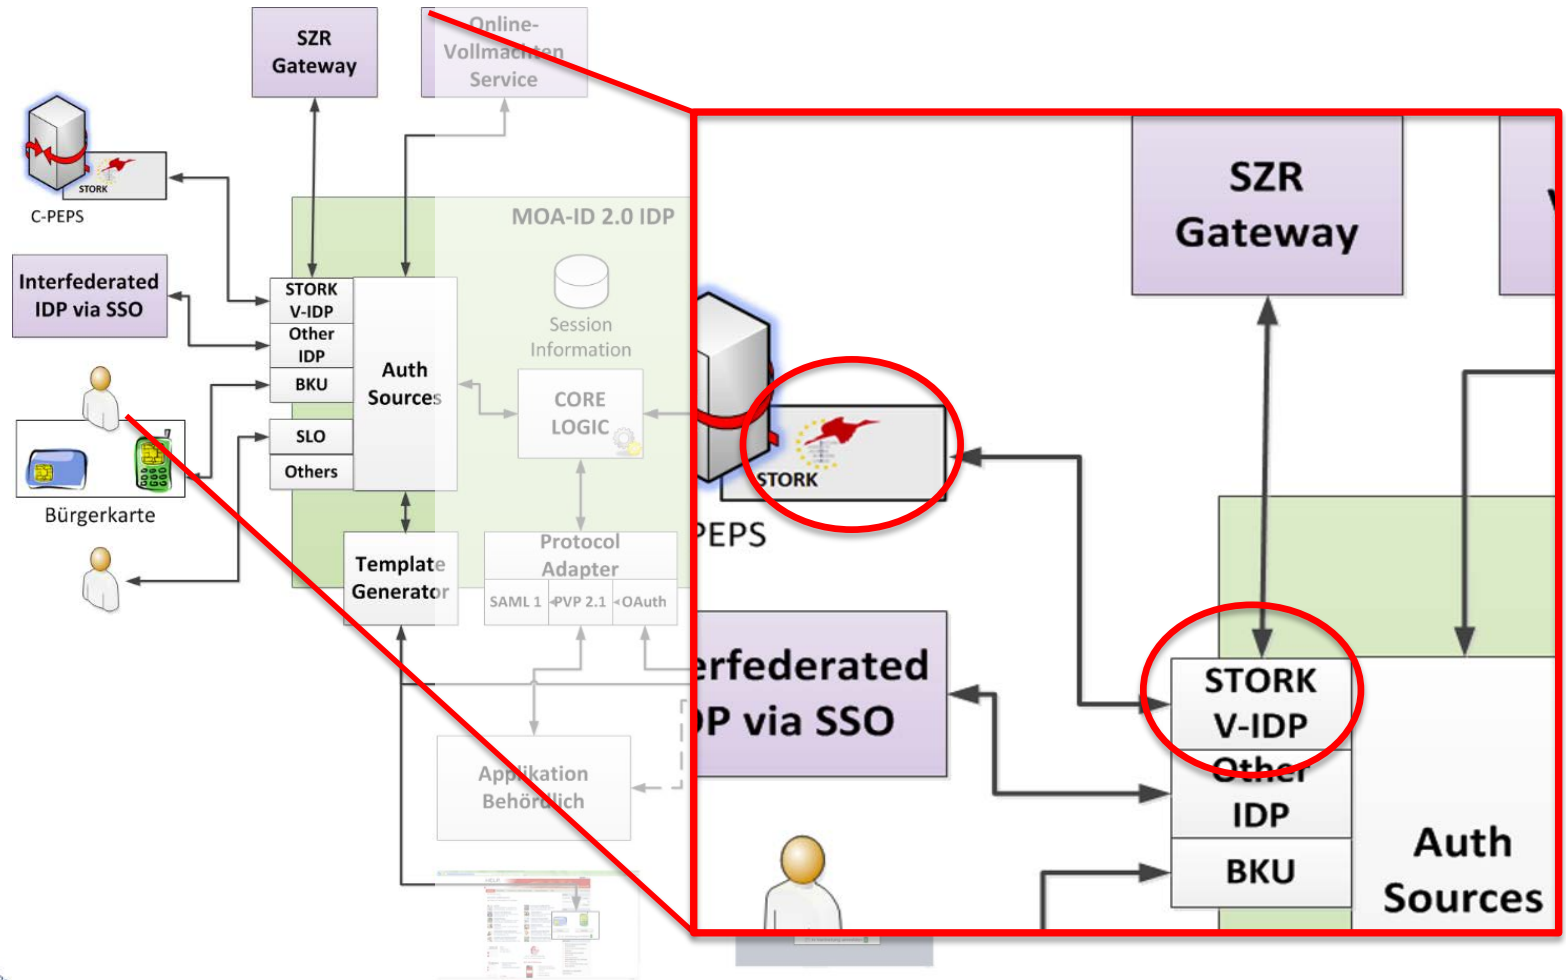 SZR
Gateway
Online-
Vollmachten
Service
STORK
C-PEPS
MOA-ID 2.0 IDP
Interfederated
IDP via SSO
STORK
V-IDP
Other
IDP
BKU
SLO
Others
Auth
Sources
Session
Information
CORE
LOGIC
Bürgerkarte
Template
Generator
Protocol
Adapter
SAML 1
PVP 2.1
OAuth
Applikation
Behördlich
HELP
SZR
Gateway
STORK
PEPS
erfederated
DP via SSO
STORK
V-IDP
Other
IDP
BKU
Auth
Sources